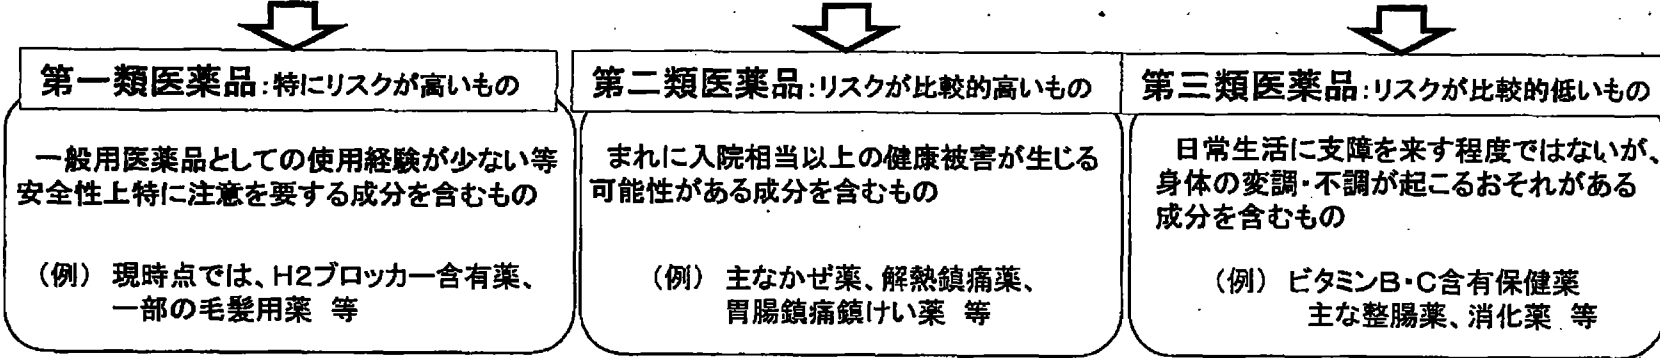 第一類医薬品:特にリスクが高いもの
一般用医薬品としての使用経験が少ない等
安全性上特に注意を要する成分を含むもの
(例) 現時点では、H2ブロッカー含有薬、
一部の毛髪用薬 等
第二類医薬品:リスクが比較的高いもの
まれに入院相当以上の健康被害が生じる
可能性がある成分を含むもの
(例) 主なかぜ薬、解熱鎮痛薬、
胃腸鎮痛鎮けい薬 等
第三類医薬品:リスクが比較的低いもの
日常生活に支障を来す程度ではないが、
身体の変調・不調が起こるおそれがある
成分を含むもの
(例) ビタミンB・C含有保健薬
主な整腸薬、消化薬 等